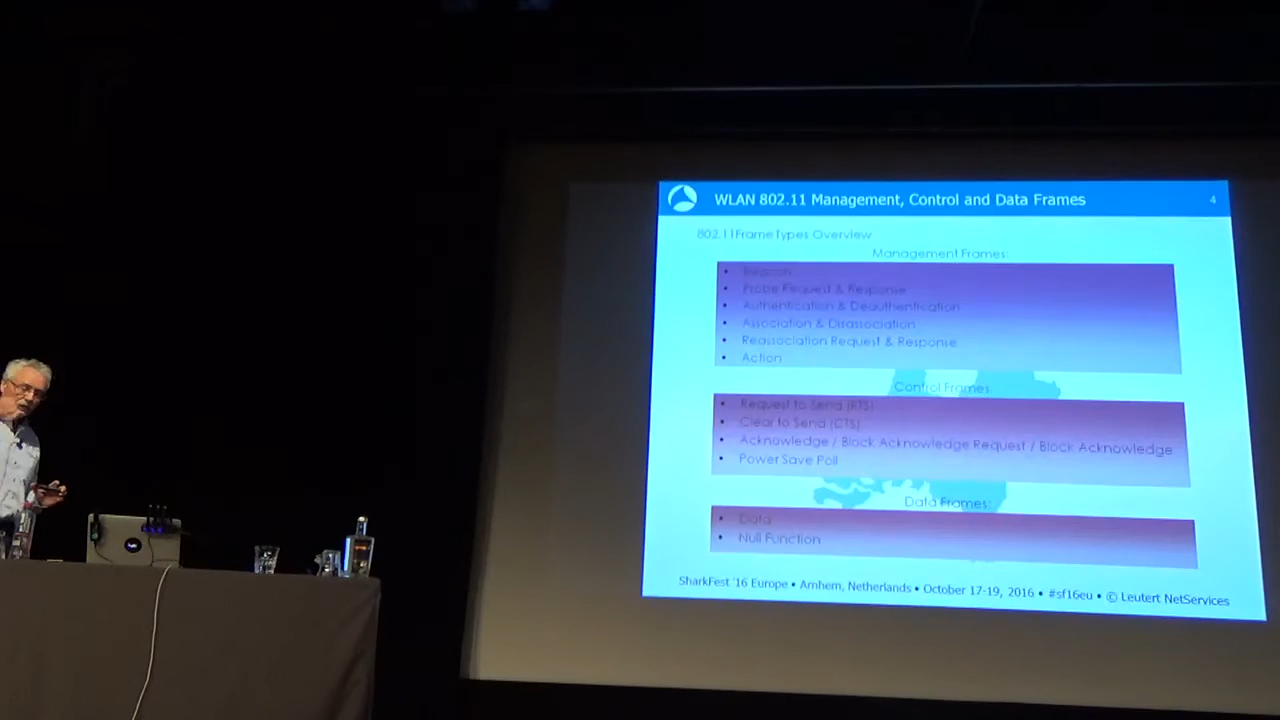 WLAN 802.11 Management, Control and Data Frames
4
802.11Frame Types Overview
Management Frames:
• Beacon
• Probe Request & Response
• Authentication & Deauthentication
• Association & Disassociation
• Reassociation Request & Response
• Action
Control Frames:
• Request to Send (RTS)
• Clear to Send (CTS)
• Acknowledge / Block Acknowledge Request / Block Acknowledge
• Power Save Poll
Data Frames:
• Data
• Null Function
SharkFest '16 Europe • Arnhem, Netherlands • October 17-19, 2016 • #sf16eu • © Leutert NetServices